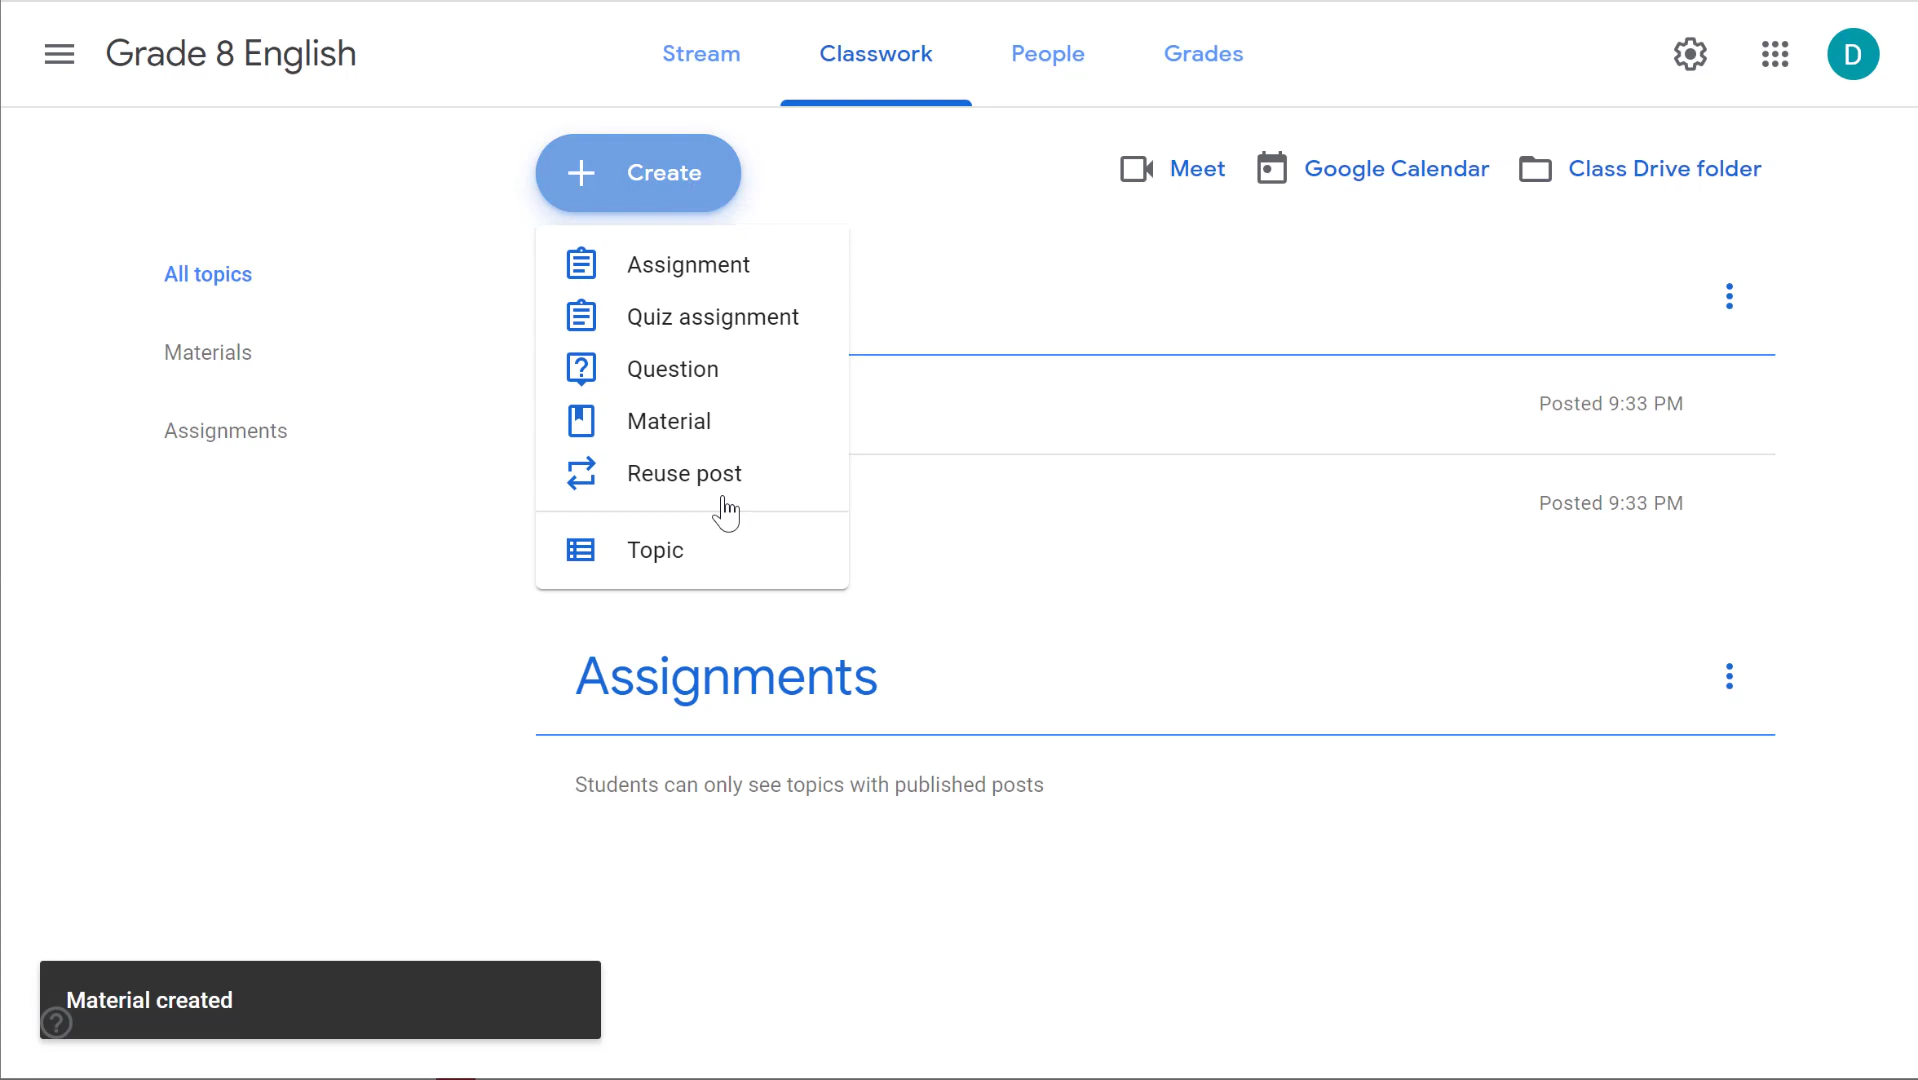 Grade 8 English
Stream
Classwork
People
Grades
D
Create
Meet
Google Calendar
Class Drive folder
All topics
Materials
Assignments
Assignment
Quiz assignment
Question
Material
Reuse post
Topic
Posted 9:33 PM
Posted 9:33 PM
Assignments
Students can only see topics with published posts
Material created